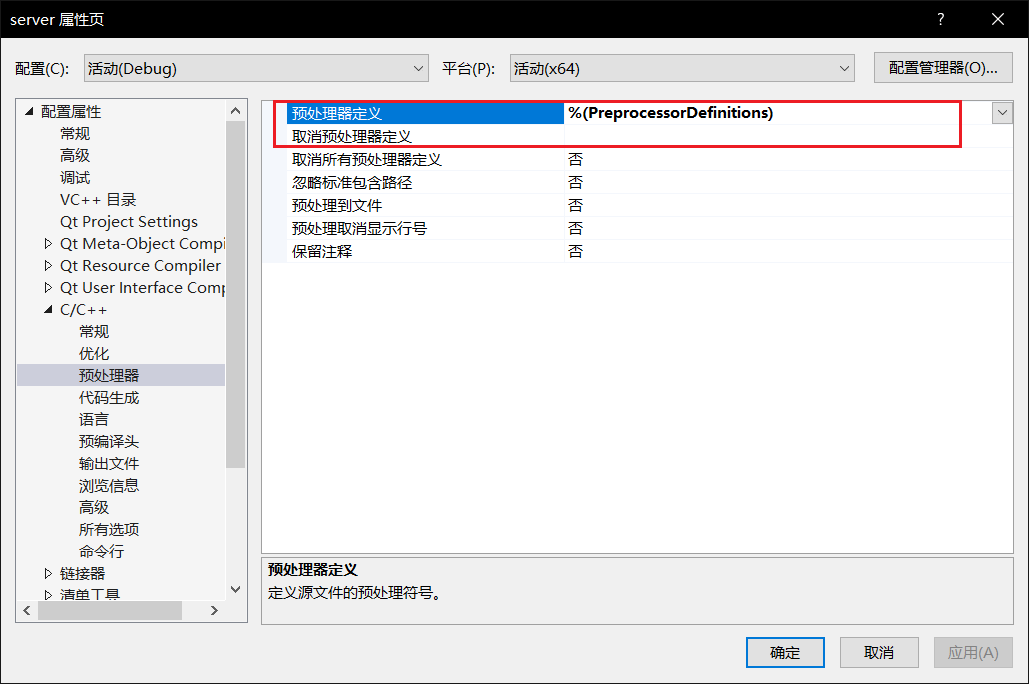 server 属性页
?
配置(C): 活动(Debug) 平台(P): 活动(x64) 配置管理器(O)...
配置属性
常规
高级
调试
VC++ 目录
Qt Project Settings
Qt Meta-Object Compi
Qt Resource Compiler
Qt User Interface Comp
C/C++
常规
优化
预处理器
代码生成
语言
预编译头
输出文件
浏览信息
高级
所有选项
命令行
链接器
清单工具
预处理器定义 %(PreprocessorDefinitions)
取消预处理器定义
取消所有预处理器定义 否
忽略标准包含路径 否
预处理到文件 否
预处理取消显示行号 否
保留注释 否
预处理器定义
定义源文件的预处理符号。
确定 取消 应用(A)